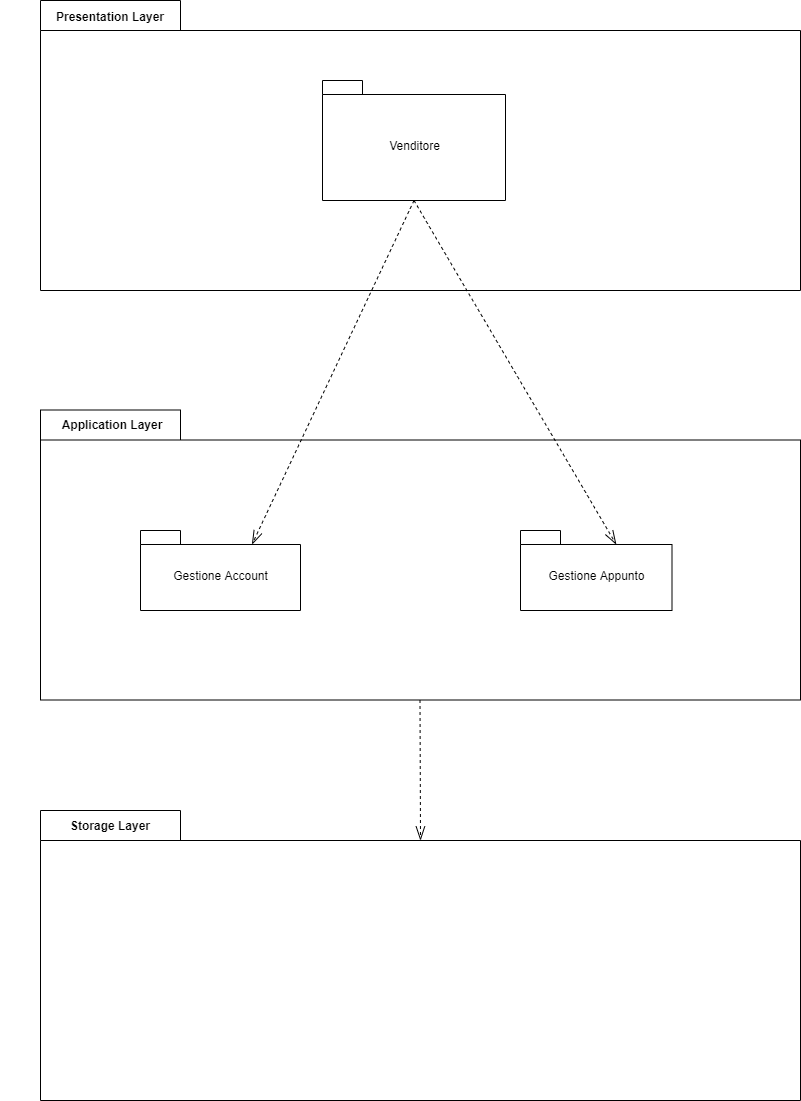 Presentation Layer
Venditore
Application Layer
Gestione Account
Gestione Appunto
Storage Layer